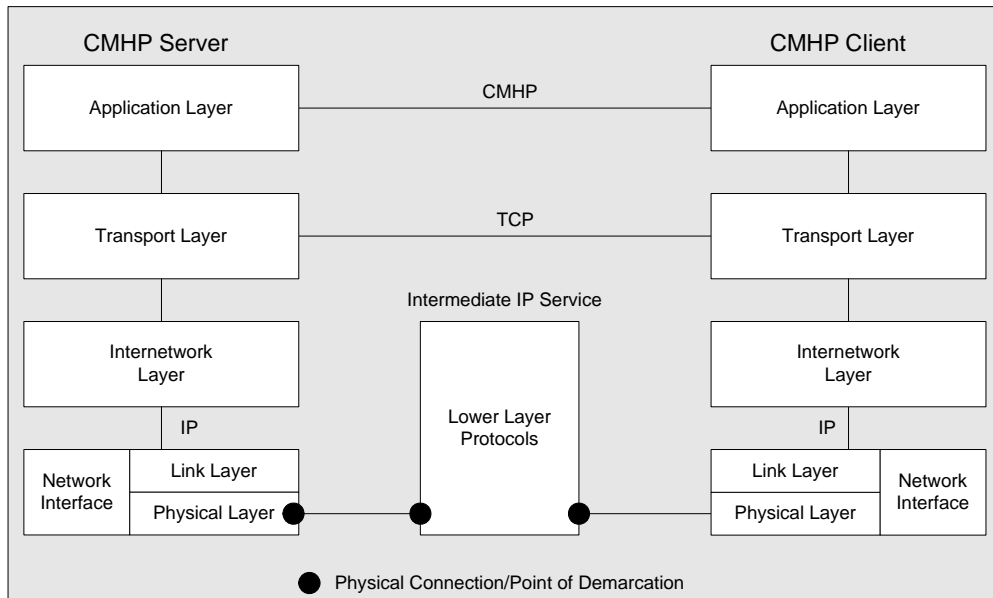 CMHP Server
CMHP Client
Application Layer
CMHP
Application Layer
Transport Layer
TCP
Transport Layer
Intermediate IP Service
Internetwork
Layer
Lower Layer
Protocols
Internetwork
Layer
IP
IP
Network
Interface
Link Layer
Physical Layer
Link Layer
Physical Layer
Network
Interface
Physical Connection/Point of Demarcation